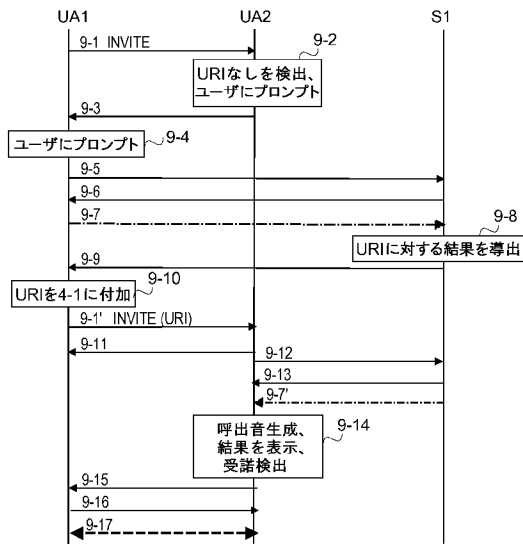 UA1 UA2 S1
9-1 INVITE
9-2
URIなしを検出、
ユーザにプロンプト
9-3
ユーザにプロンプト
9-4
9-5
9-6
9-7
9-8
URIに対する結果を導出
9-9
9-10
URIを4-1に付加
9-1' INVITE (URI)
9-11
9-12
9-13
9-7'
呼出音生成、
結果を表示、
受諾検出
9-14
9-15
9-16
9-17